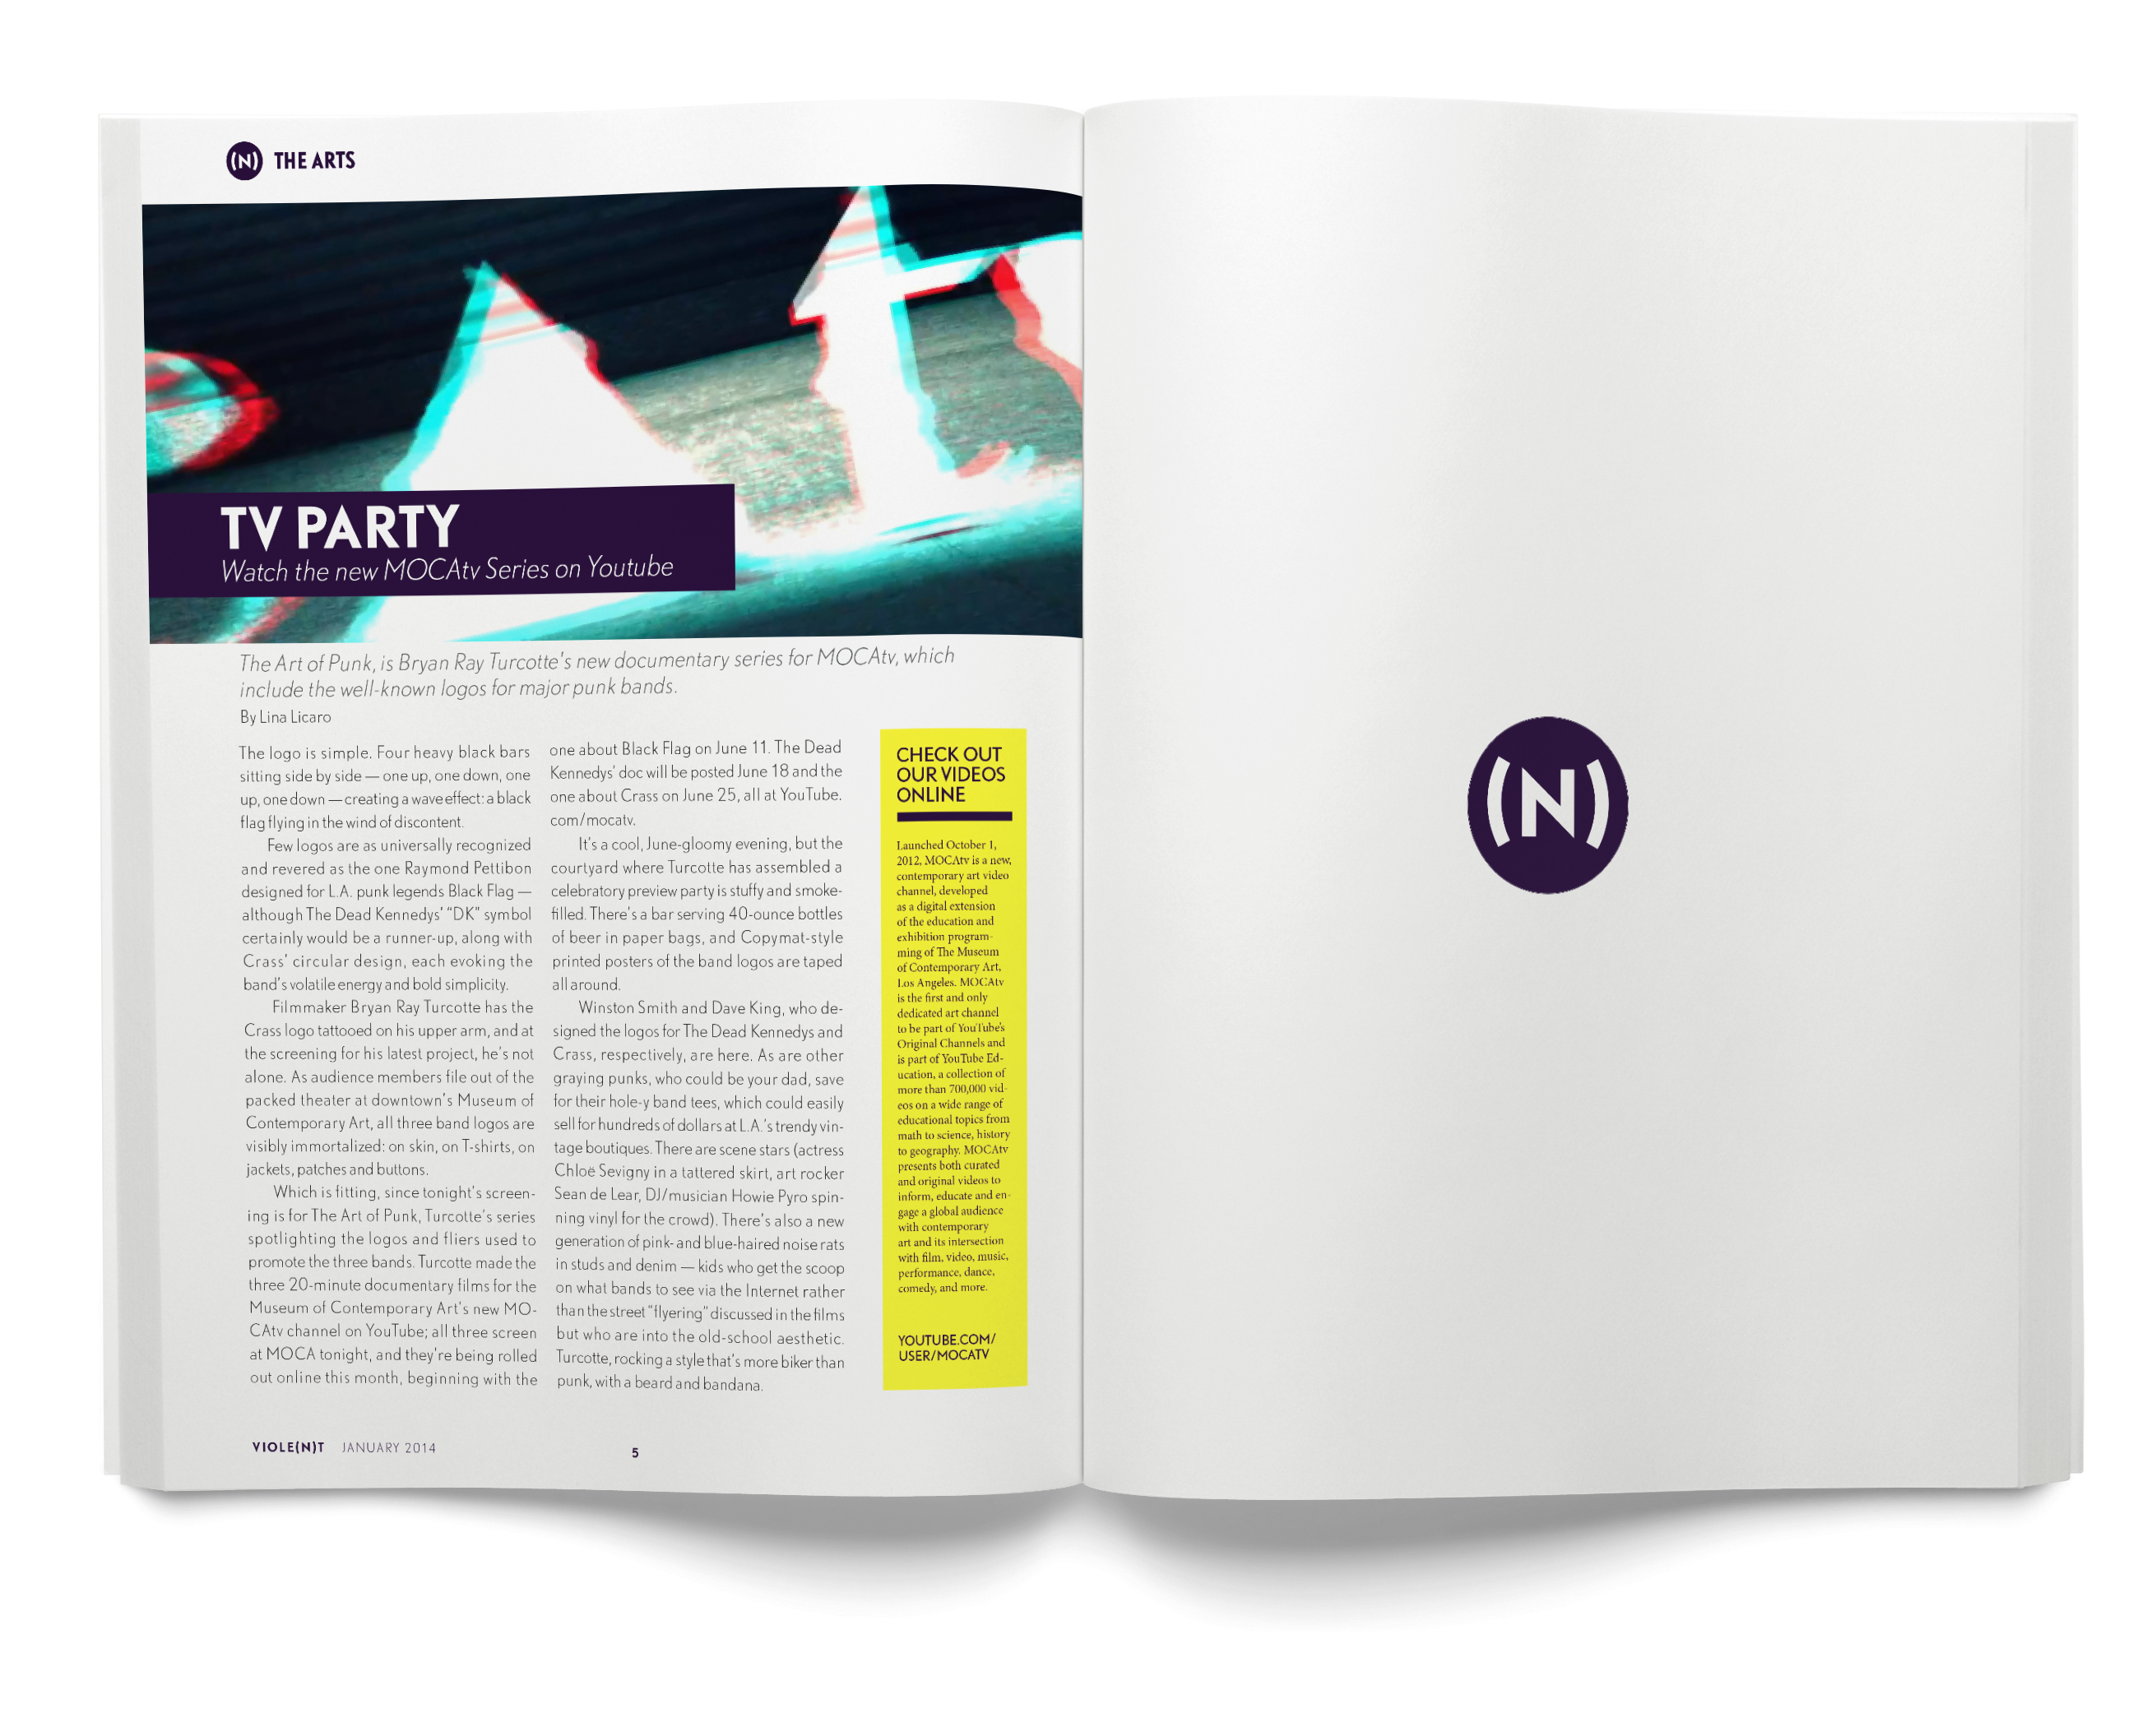 (N) THE ARTS
TV PARTY
Watch the new MOCAtv Series on Youtube
The Art of Punk, is Bryan Ray Turcotte's new documentary series for MOCAtv, which
include the well-known logos for major punk bands.
By Lina Licaro
The logo is simple. Four heavy black bars
sitting side by side — one up, one down, one
up, one down — creating a wave effect: a black
flag flying in the wind of discontent.
Few logos are as universally recognized
and revered as the one Raymond Pettibon
designed for L.A. punk legends Black Flag —
although The Dead Kennedys' "DK" symbol
certainly would be a runner-up, along with
Crass' circular design, each evoking the
band's volatile energy and bold simplicity.
Filmmaker Bryan Ray Turcotte has the
Crass logo tattooed on his upper arm, and at
the screening for his latest project, he's not
alone. As audience members file out of the
packed theater at downtown's Museum of
Contemporary Art, all three band logos are
visibly immortalized: on skin, on T-shirts, on
jackets, patches and buttons.
Which is fitting, since tonight's screen-
ing is for The Art of Punk, Turcotte's series
spotlighting the logos and fliers used to
promote the three bands. Turcotte made the
three 20-minute documentary films for the
Museum of Contemporary Art's new MO-
CAtv channel on YouTube; all three screen
at MOCA tonight, and they're being rolled
out online this month, beginning with the
one about Black Flag on June 11. The Dead
Kennedys' doc will be posted June 18 and the
one about Crass on June 25, all at YouTube.
com/mocatv.
It's a cool, June-gloomy evening, but the
courtyard where Turcotte has assembled a
celebratory preview party is stuffy and smoke-
filled. There's a bar serving 40-ounce bottles
of beer in paper bags, and Copymat-style
printed posters of the band logos are taped
all around.
Winston Smith and Dave King, who de-
signed the logos for The Dead Kennedys and
Crass, respectively, are here. As are other
graying punks, who could be your dad, save
for their hole-y band tees, which could easily
sell for hundreds of dollars at L.A.'s trendy vin-
tage boutiques. There are scene stars (actress
Chloë Sevigny in a tattered skirt, art rocker
Sean de Lear, DJ/musician Howie Pyro spin-
ning vinyl for the crowd). There's also a new
generation of pink- and blue-haired noise rats
in studs and denim — kids who get the scoop
on what bands to see via the Internet rather
than the street "flyering" discussed in the films
but who are into the old-school aesthetic.
Turcotte, rocking a style that's more biker than
punk, with a beard and bandana.
CHECK OUT
OUR VIDEOS
ONLINE
Launched October 1,
2012, MOCAtv is a new,
contemporary art video
channel, developed
as a digital extension
of the education and
exhibition program-
ming of The Museum
of Contemporary Art,
Los Angeles. MOCAtv
is the first and only
dedicated art channel
to be part of YouTube's
Original Channels and
is part of YouTube Ed-
ucation, a collection of
more than 700,000 vid-
eos on a wide range of
educational topics from
math to science, history
to geography. MOCAtv
presents both curated
and original videos to
inform, educate and en-
gage a global audience
with contemporary
art and its intersection
with film, video, music,
performance, dance,
comedy, and more.
YOUTUBE.COM/
USER/MOCATV
VIOLE(N)T JANUARY 2014
5
(N)